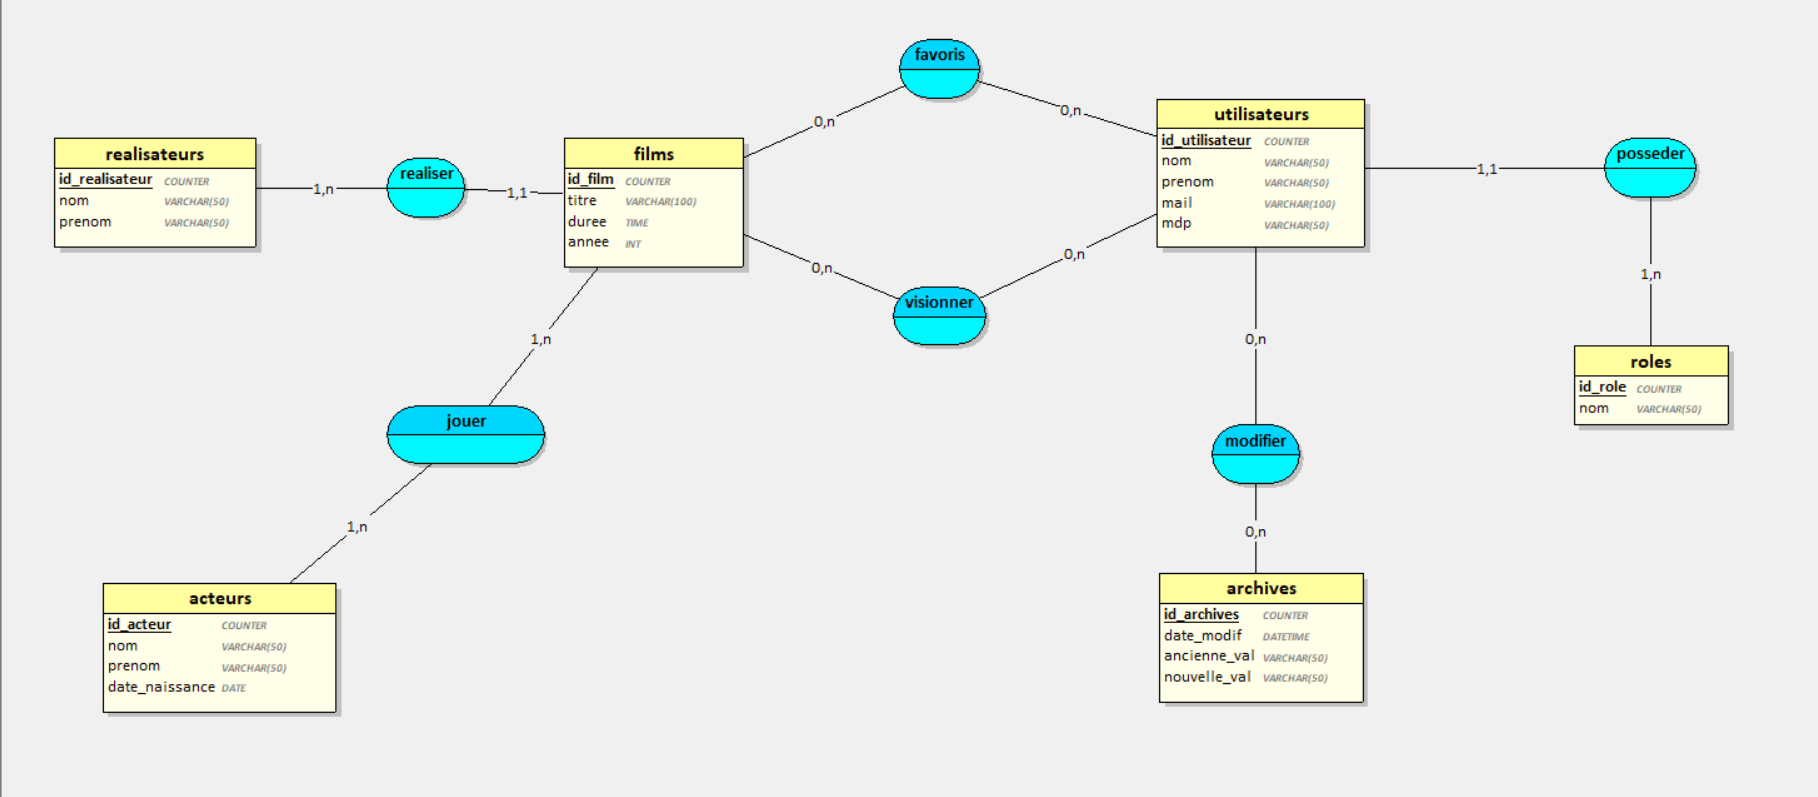 favoris
0,n
0,n
realisateurs
id_realisateur COUNTER
nom VARCHAR(50)
prenom VARCHAR(50)
1,n
realiser
1,1
films
id_film COUNTER
titre VARCHAR(100)
duree TIME
annee INT
utilisateurs
id_utilisateur COUNTER
nom VARCHAR(50)
prenom VARCHAR(50)
mail VARCHAR(100)
mdp VARCHAR(50)
1,1
posseder
1,n
0,n
0,n
visionner
roles
id_role COUNTER
nom VARCHAR(50)
1,n
jouer
1,n
0,n
modifier
0,n
acteurs
id_acteur COUNTER
nom VARCHAR(50)
prenom VARCHAR(50)
date_naissance DATE
archives
id_archives COUNTER
date_modif DATETIME
ancienne_val VARCHAR(50)
nouvelle_val VARCHAR(50)